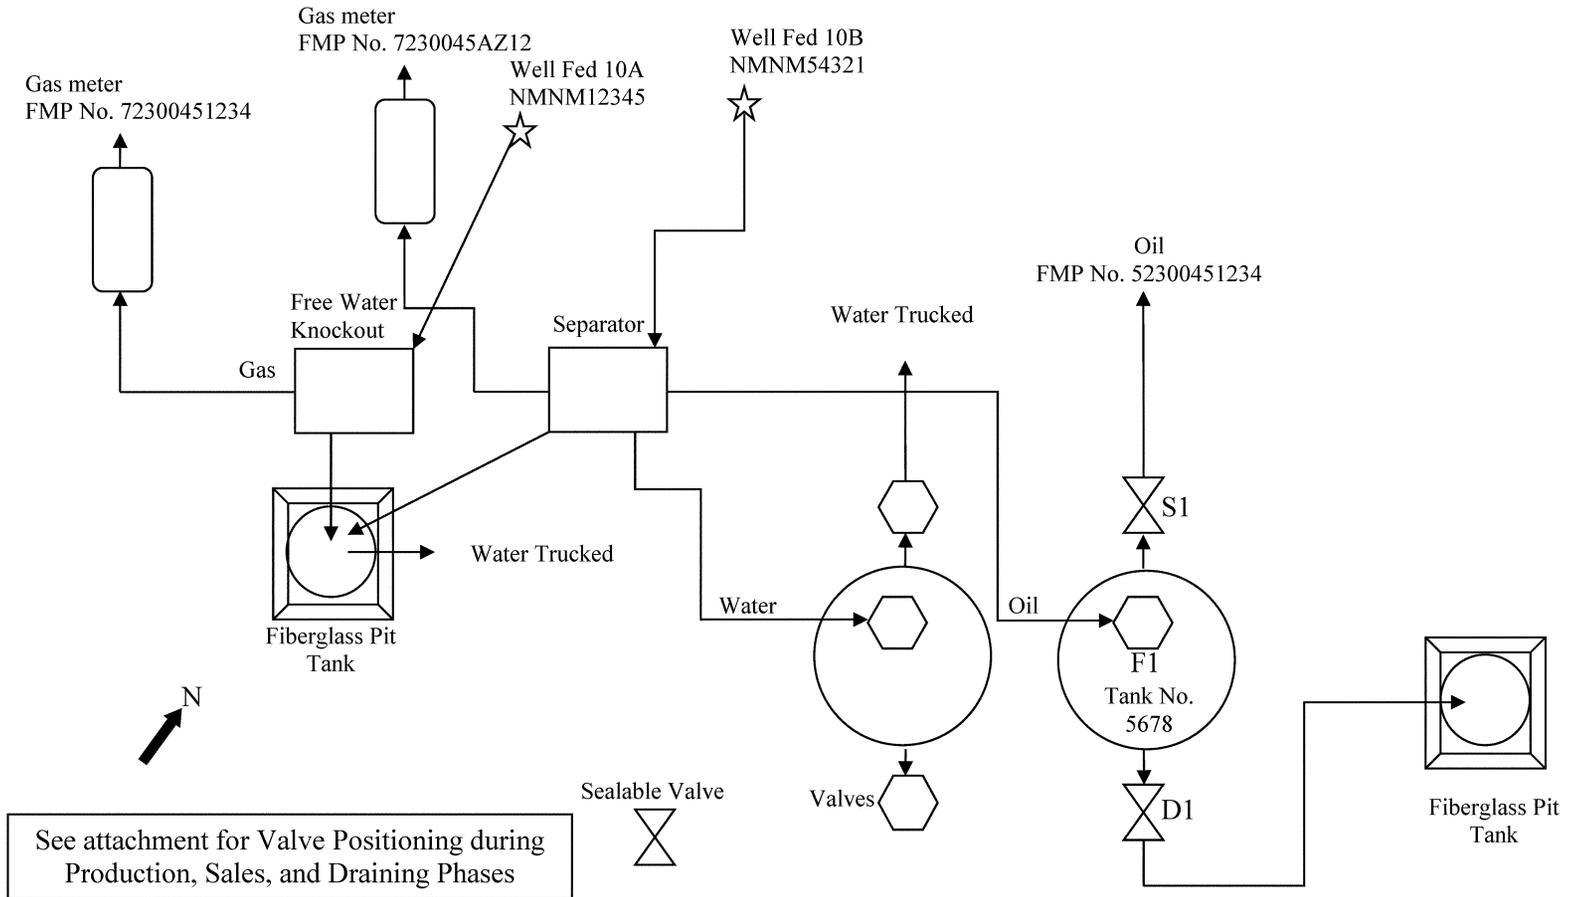 Gas meter
FMP No. 7230045AZ12
Well Fed 10B
NMNM54321
Well Fed 10A
NMNM12345
Gas meter
FMP No. 72300451234
Oil
FMP No. 52300451234
Free Water
Knockout
Separator
Water Trucked
Gas
S1
Water Trucked
Water
Oil
Fiberglass Pit
Tank
F1
Tank No.
5678
N
Sealable Valve
Valves
D1
Fiberglass Pit
Tank
See attachment for Valve Positioning during
Production, Sales, and Draining Phases